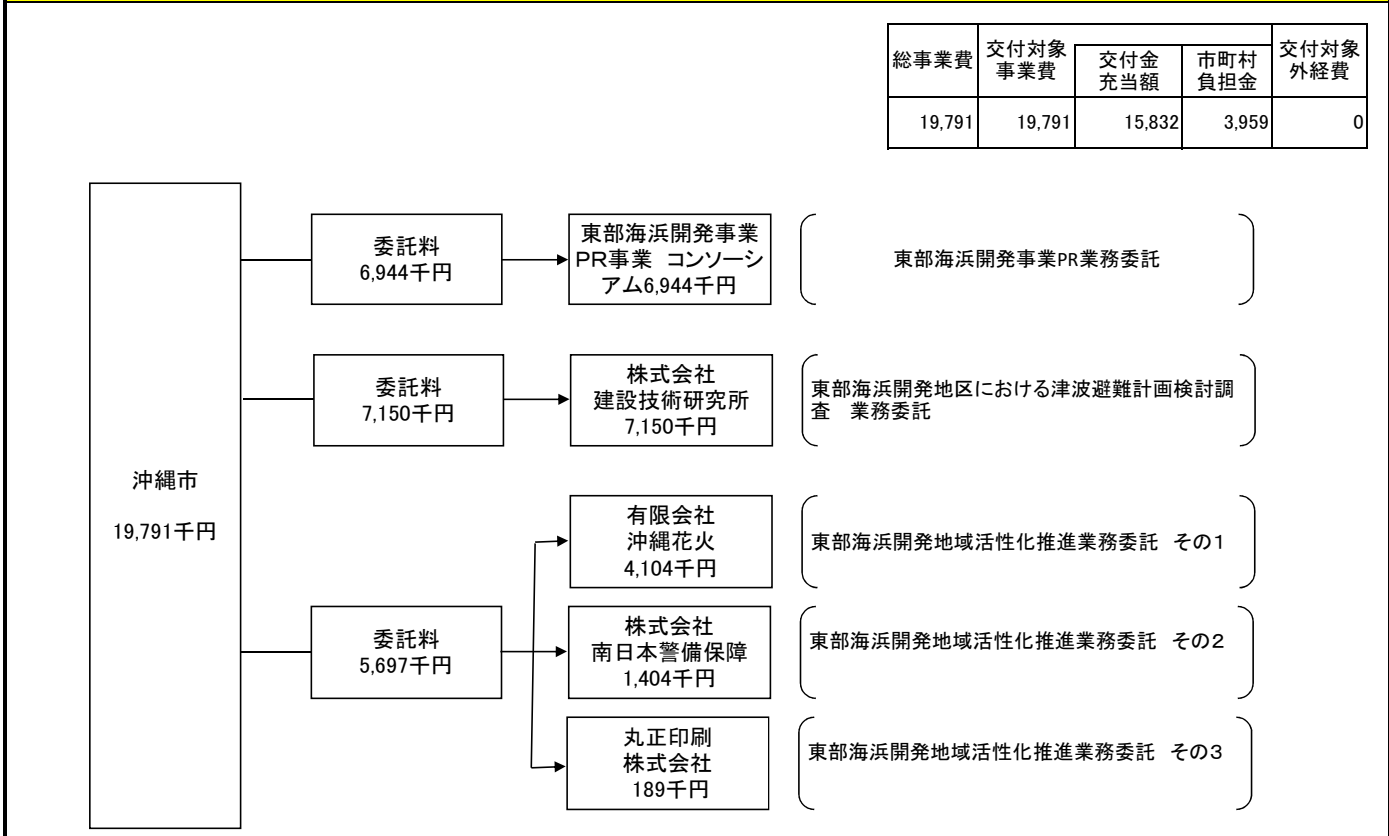 総事業費
交付対象
事業費
交付金
充当額
市町村
負担金
交付対象
外経費
19,791
19,791
15,832
3,959
0
沖縄市
19,791千円
委託料
6,944千円
東部海浜開発事業
PR事業 コンソーシ
アム6,944千円
東部海浜開発事業PR業務委託
委託料
7,150千円
株式会社
建設技術研究所
7,150千円
東部海浜開発地区における津波避難計画検討調
査 業務委託
委託料
5,697千円
有限会社
沖縄花火
4,104千円
東部海浜開発地域活性化推進業務委託 その1
株式会社
南日本警備保障
1,404千円
東部海浜開発地域活性化推進業務委託 その2
丸正印刷
株式会社
189千円
東部海浜開発地域活性化推進業務委託 その3